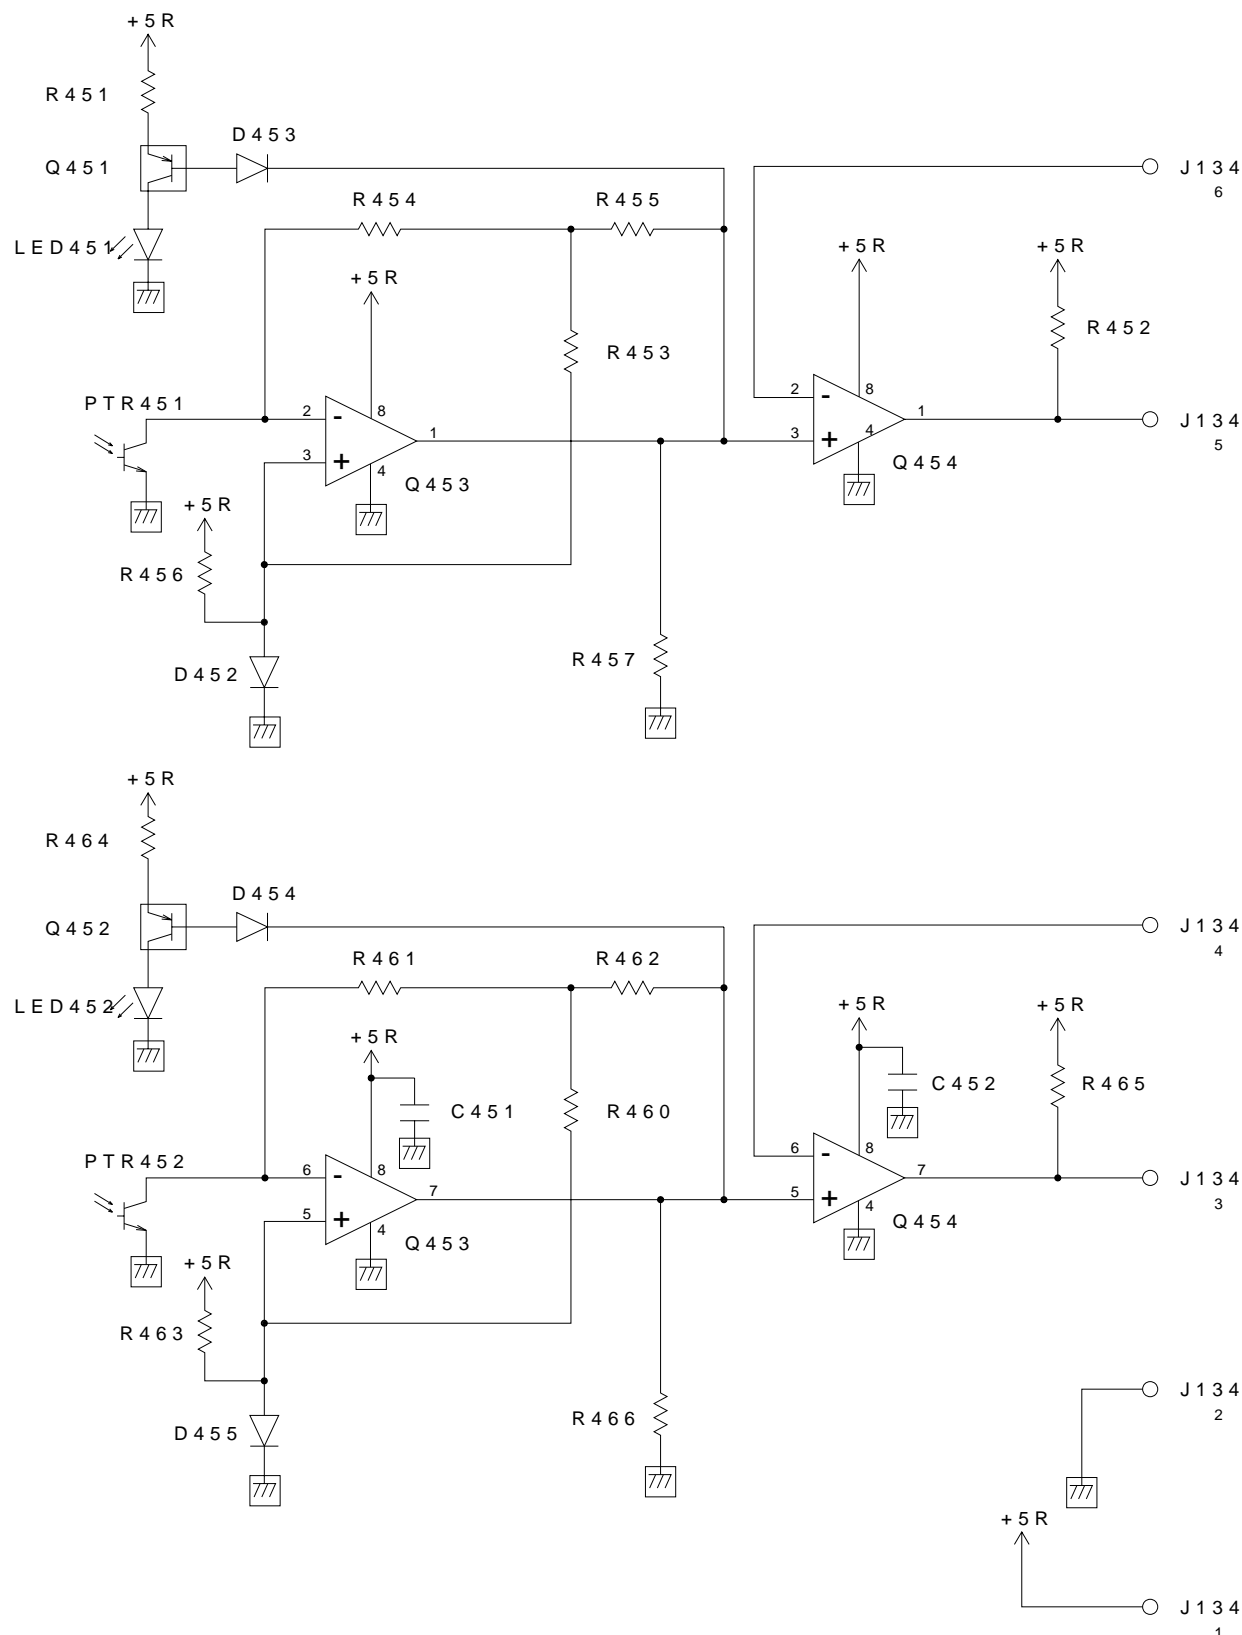 +5R
R451
D453
Q451
J134
6
R454
R455
LED451
+5R
+5R
+5R
R453
R452
PTR451
2
-
8
1
3
+
4
Q453
2
-
8
1
3
+
4
Q454
J134
5
+5R
R456
R457
D452
+5R
R464
D454
Q452
J134
4
R461
R462
LED452
+5R
+5R
+5R
C451
R460
C452
R465
PTR452
6
-
8
7
5
+
4
Q453
6
-
8
7
5
+
4
Q454
J134
3
+5R
R463
R466
D455
J134
2
+5R
J134
1